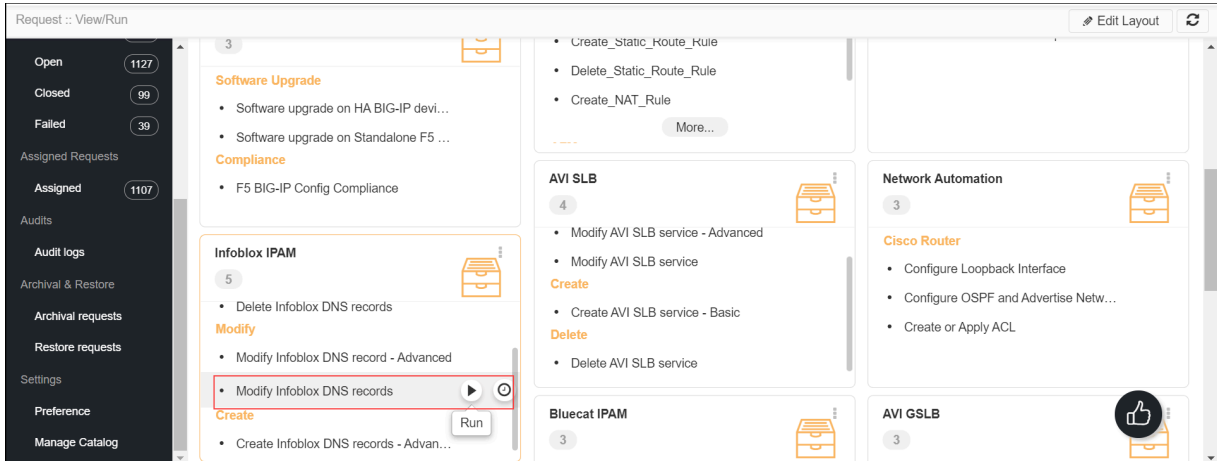 Request :: View/Run
Edit Layout
Open 1127
Closed 99
Failed 39
Assigned Requests
Assigned 1107
Audits
Audit logs
Archival & Restore
Archival requests
Restore requests
Settings
Preference
Manage Catalog
3
Software Upgrade
• Software upgrade on HA BIG-IP devi...
• Software upgrade on Standalone F5 ...
Compliance
• F5 BIG-IP Config Compliance
Infoblox IPAM
5
• Delete Infoblox DNS records
Modify
• Modify Infoblox DNS record - Advanced
• Modify Infoblox DNS records
Run
Create
• Create Infoblox DNS records - Advan...
• Create_Static_Route_Rule
• Delete_Static_Route_Rule
• Create_NAT_Rule
More...
AVI SLB
4
• Modify AVI SLB service - Advanced
• Modify AVI SLB service
Create
• Create AVI SLB service - Basic
Delete
• Delete AVI SLB service
Bluecat IPAM
3
Network Automation
3
Cisco Router
• Configure Loopback Interface
• Configure OSPF and Advertise Netw...
• Create or Apply ACL
AVI GSLB
3